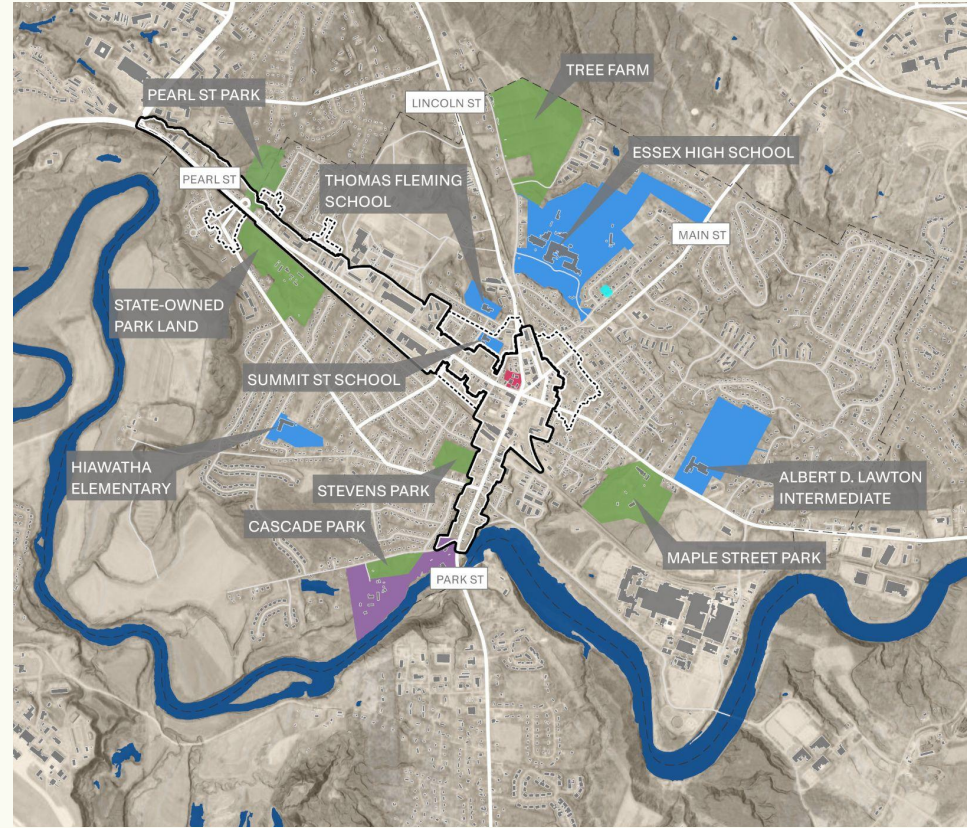 TREE FARM
PEARL ST PARK
LINCOLN ST
ESSEX HIGH SCHOOL
PEARL ST
THOMAS FLEMING
SCHOOL
MAIN ST
STATE-OWNED
PARK LAND
SUMMIT ST SCHOOL
HIAWATHA
ELEMENTARY
STEVENS PARK
ALBERT D. LAWTON
INTERMEDIATE
CASCADE PARK
MAPLE STREET PARK
PARK ST